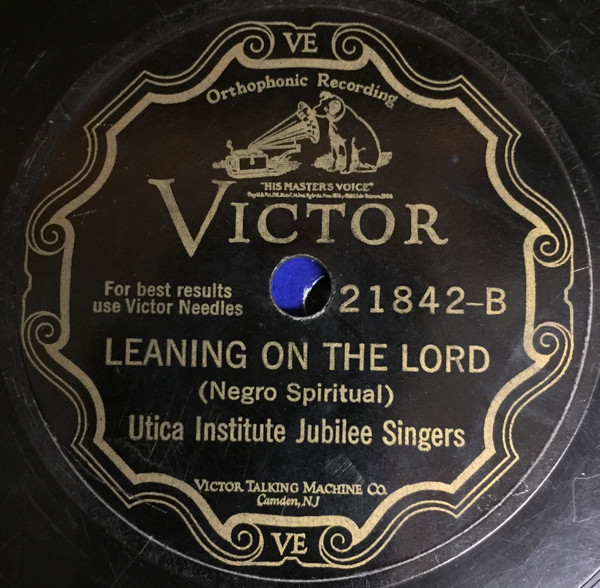 VE
Orthophonic Recording
"HIS MASTER'S VOICE"
VICTOR
For best results
use Victor Needles
21842-B
LEANING ON THE LORD
(Negro Spiritual)
Utica Institute Jubilee Singers
VICTOR TALKING MACHINE CO.
Camden, NJ
VE